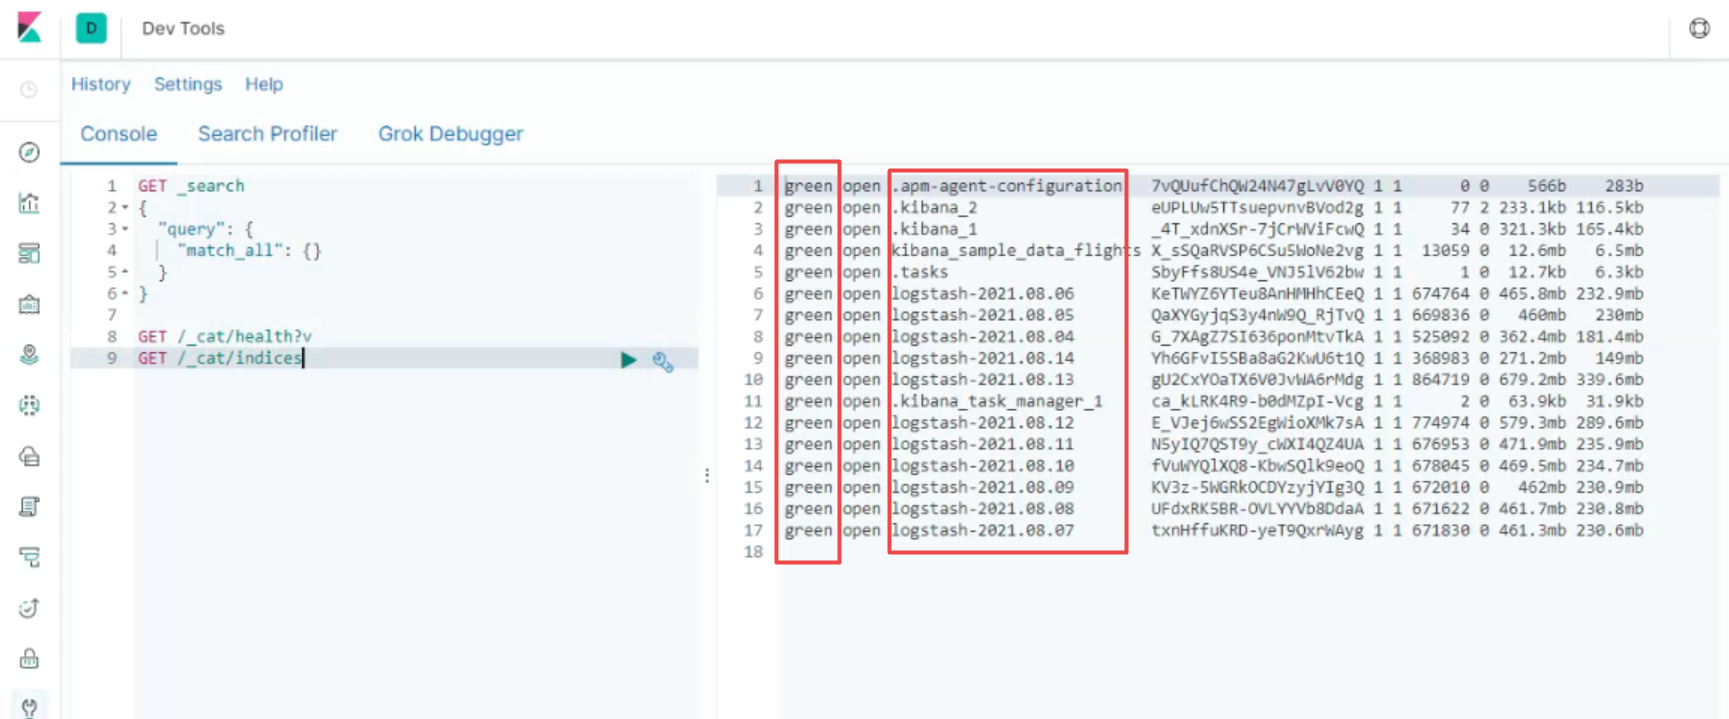 D Dev Tools
History Settings Help
Console Search Profiler Grok Debugger
1 GET _search
2 {
3 "query": {
4 "match_all": {}
5 }
6 }
7
8 GET /_cat/health?v
9 GET /_cat/indices
1 green open .apm-agent-configuration 7vQUufChQW24N47gLvV0YQ 1 1 0 0 566b 283b
2 green open .kibana_2 eUPLUw5TTsuepvnvBVod2g 1 1 77 2 233.1kb 116.5kb
3 green open .kibana_1 _4T_xdnXSr-7jCrWViFcwQ 1 1 34 0 321.3kb 165.4kb
4 green open kibana_sample_data_flights X_sSQaRVSP6CSu5WoNe2vg 1 1 13059 0 12.6mb 6.5mb
5 green open .tasks SbyFfs8US4e_VNJ5lV62bw 1 1 1 0 12.7kb 6.3kb
6 green open logstash-2021.08.06 KeTWYZ6YTeu8AnHMHhCEeQ 1 1 674764 0 465.8mb 232.9mb
7 green open logstash-2021.08.05 QaXYGyjqS3y4nW9Q_RjTvQ 1 1 669836 0 460mb 230mb
8 green open logstash-2021.08.04 G_7XAgZ7SI636ponMtvTkA 1 1 525092 0 362.4mb 181.4mb
9 green open logstash-2021.08.14 Yh6GFvI5SBa8aG2KwU6t1Q 1 1 368983 0 271.2mb 149mb
10 green open logstash-2021.08.13 gU2CxYOaTX6V0JvWA6rMdg 1 1 864719 0 679.2mb 339.6mb
11 green open .kibana_task_manager_1 ca_kLRK4R9-b0dMZpI-Vcg 1 1 2 0 63.9kb 31.9kb
12 green open logstash-2021.08.12 E_VJej6wSS2EgWioXMk7sA 1 1 774974 0 579.3mb 289.6mb
13 green open logstash-2021.08.11 N5yIQ7QST9y_cWXI4QZ4UA 1 1 676953 0 471.9mb 235.9mb
14 green open logstash-2021.08.10 fVuWYQlXQ8-KbwSQlk9eoQ 1 1 678045 0 469.5mb 234.7mb
15 green open logstash-2021.08.09 KV3z-5WGRkOCDYzyjYIg3Q 1 1 672010 0 462mb 230.9mb
16 green open logstash-2021.08.08 UFdxRK5BR-OVLYYVb8DdaA 1 1 671622 0 461.7mb 230.8mb
17 green open logstash-2021.08.07 txnHffuKRD-yeT9QxrWAyg 1 1 671830 0 461.3mb 230.6mb
18